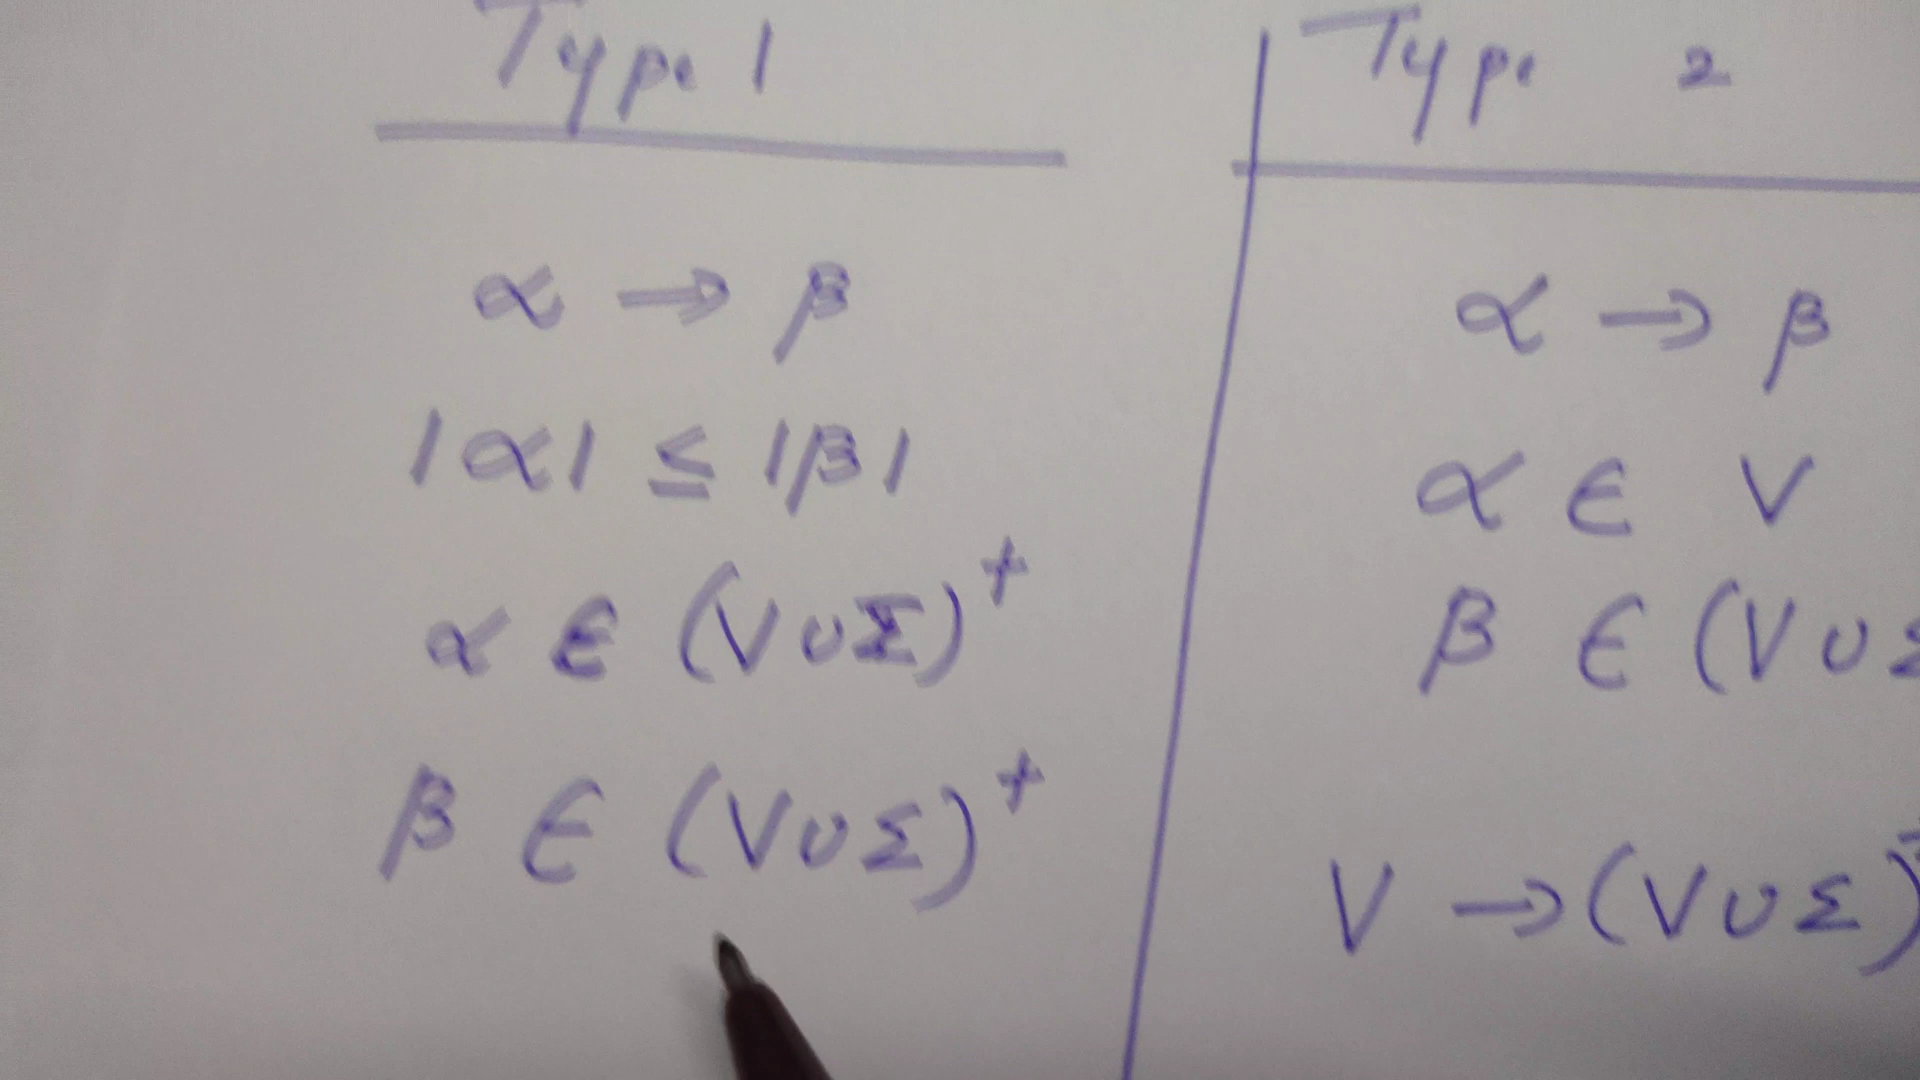 Type 1
α → β
|α| ≤ |β|
α ∈ (V∪Σ)⁺
β ∈ (V∪Σ)⁺
Type 2
α → β
α ∈ V
β ∈ (V∪Σ
V → (V∪Σ)